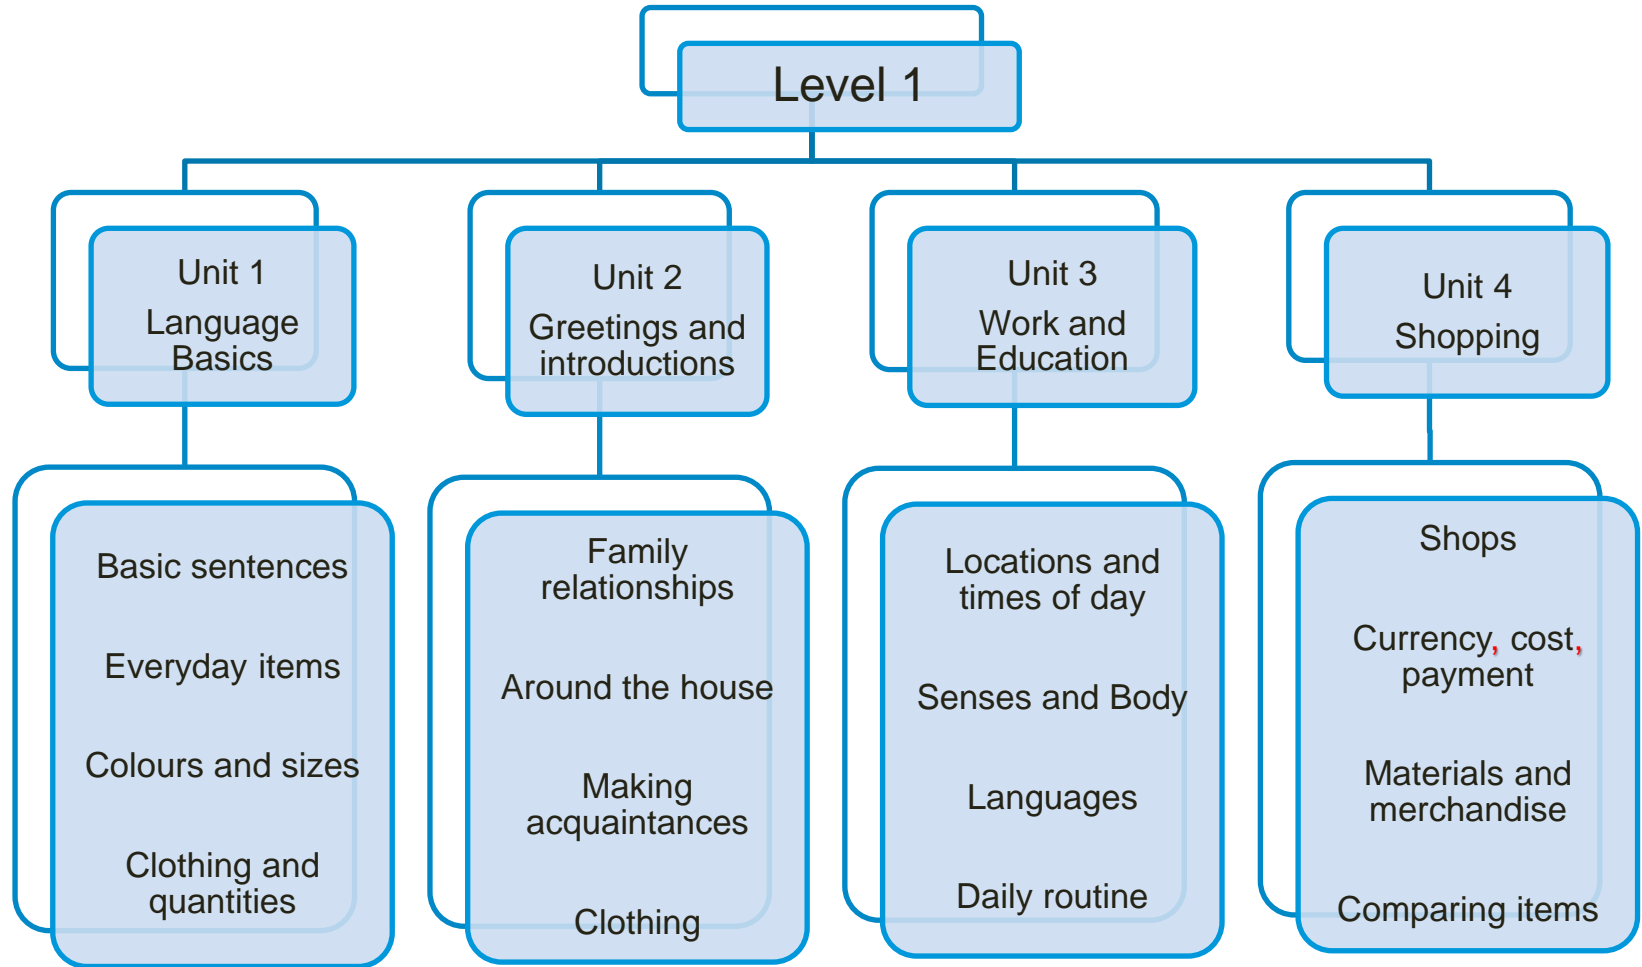 Level 1
Unit 1
Language
Basics
Unit 2
Greetings and
introductions
Unit 3
Work and
Education
Unit 4
Shopping
Basic sentences
Everyday items
Colours and sizes
Clothing and
quantities
Family
relationships
Around the house
Making
acquaintances
Clothing
Locations and
times of day
Senses and Body
Languages
Daily routine
Shops
Currency, cost,
payment
Materials and
merchandise
Comparing items